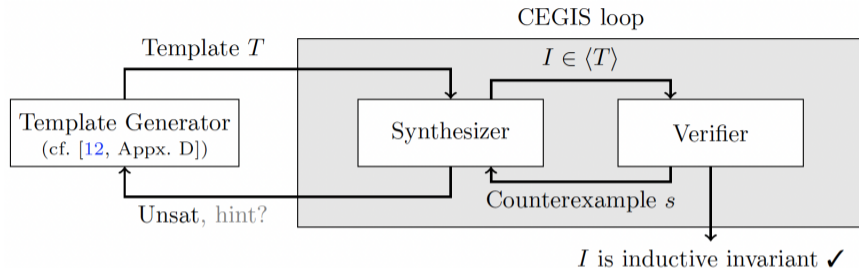 CEGIS loop
Template T
I ∈ ⟨T⟩
Template Generator
(cf. [12, Appx. D])
Synthesizer
Verifier
Unsat, hint?
Counterexample s
I is inductive invariant ✓